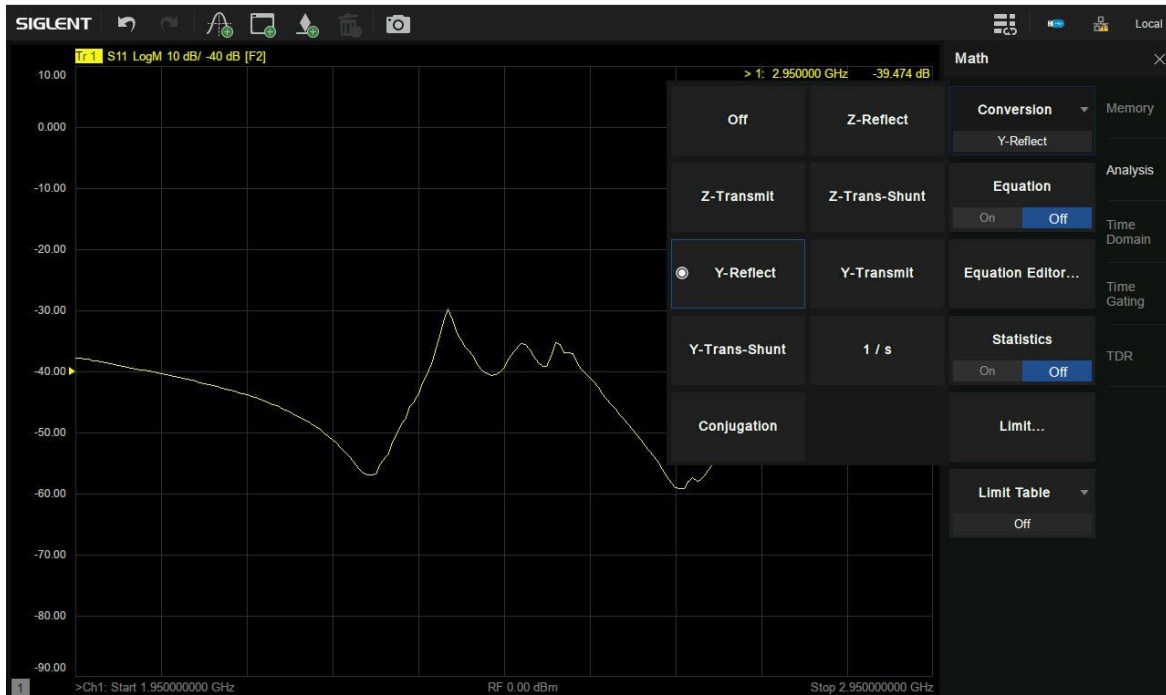 SIGLENT
Local
Tr 1 S11 LogM 10 dB/ -40 dB [F2]
> 1: 2.950000 GHz -39.474 dB
10.00
0.000
-10.00
-20.00
-30.00
-40.00
-50.00
-60.00
-70.00
-80.00
-90.00
Off
Z-Reflect
Z-Transmit
Z-Trans-Shunt
Y-Reflect
Y-Transmit
Y-Trans-Shunt
1 / s
Conjugation
Math
Conversion
Y-Reflect
Equation
On Off
Equation Editor...
Statistics
On Off
Limit...
Limit Table
Off
Memory
Analysis
Time
Domain
Time
Gating
TDR
1 >Ch1: Start 1.950000000 GHz RF 0.00 dBm Stop 2.950000000 GHz